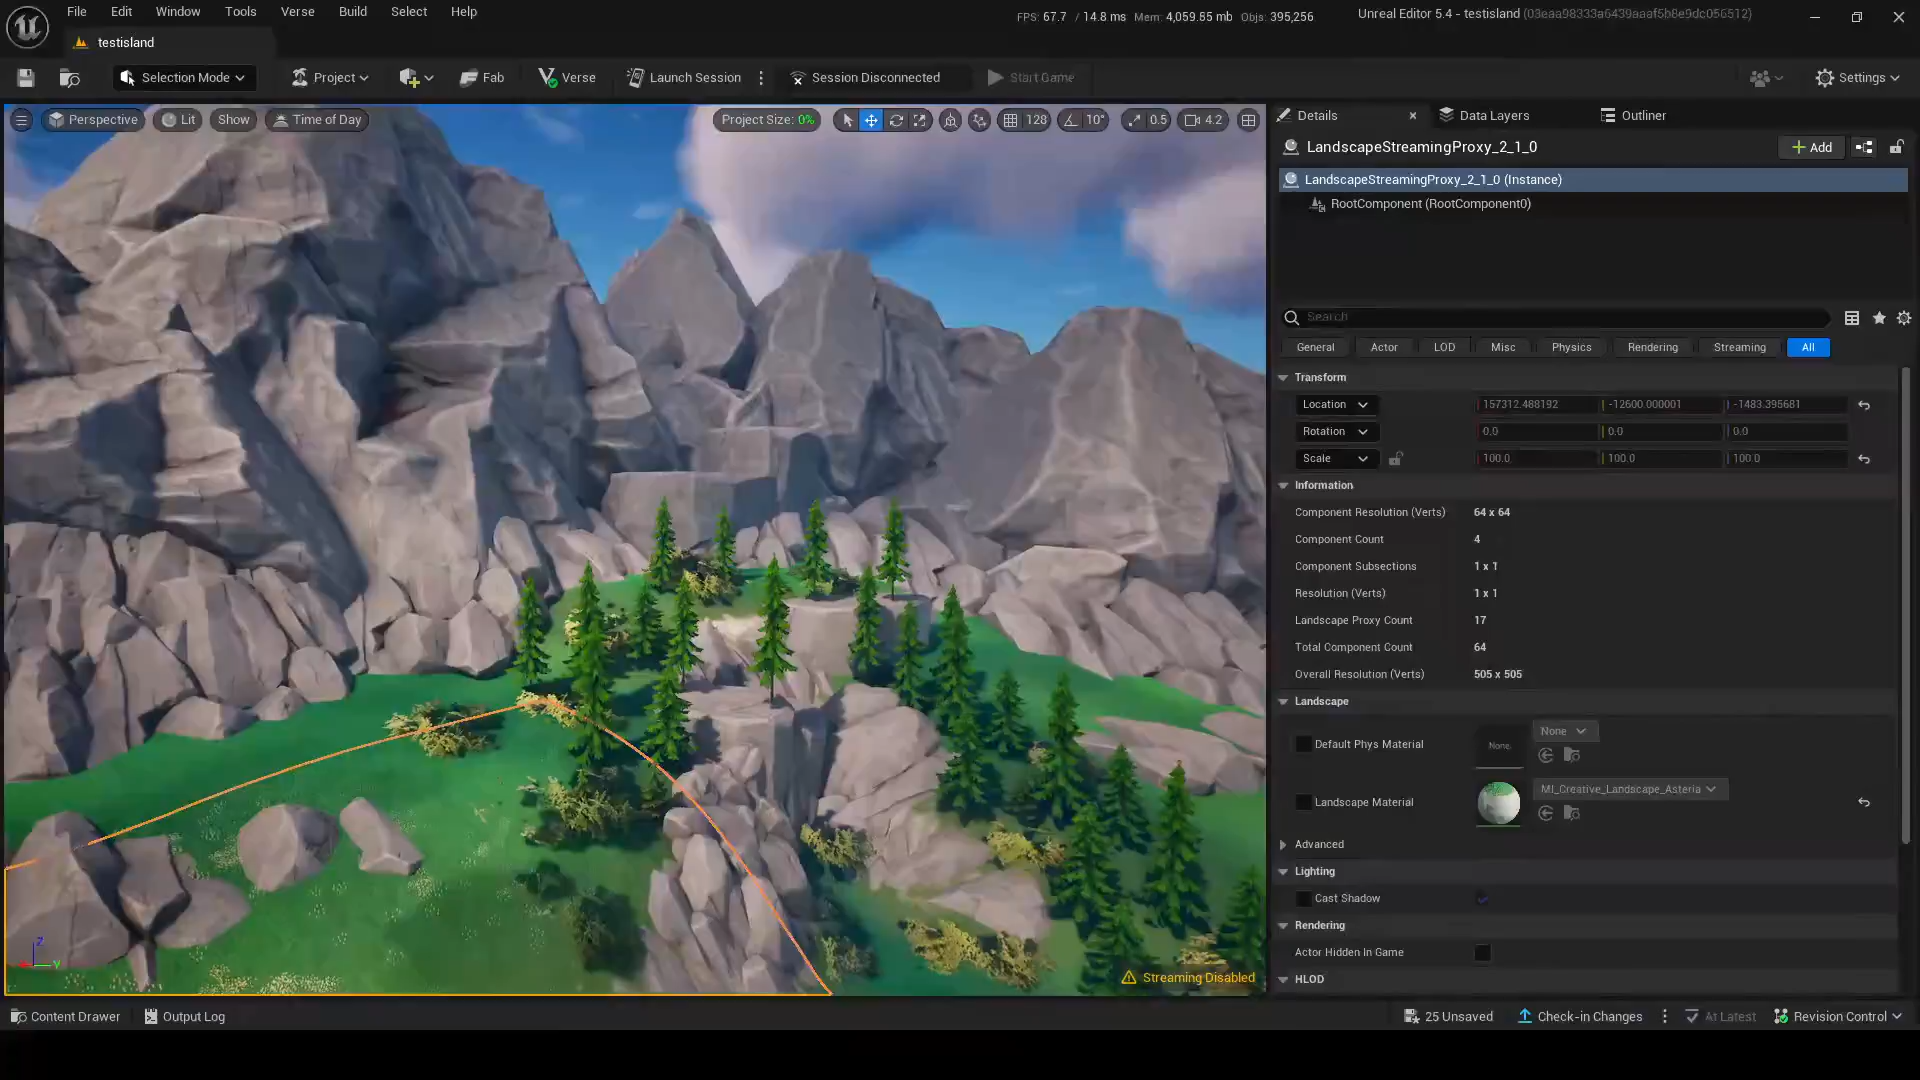 File Edit Window Tools Verse Build Select Help
FPS: 67.7 / 14.8 ms Mem: 4,059.85 mb Objs: 395,256
Unreal Editor 5.4 - testisland (03eaa98333a6439aaaf5b8e9dc056512)
testisland
Selection Mode Project Fab Verse Launch Session Session Disconnected Start Game Settings
Perspective Lit Show Time of Day Project Size: 0% 128 10° 0.5 4.2
Details Data Layers Outliner
LandscapeStreamingProxy_2_1_0 Add
LandscapeStreamingProxy_2_1_0 (Instance)
RootComponent (RootComponent0)
Search
General Actor LOD Misc Physics Rendering Streaming All
Transform
Location 157312.488192 -12600.000001 -1483.395681
Rotation 0.0 0.0 0.0
Scale 100.0 100.0 100.0
Information
Component Resolution (Verts) 64 x 64
Component Count 4
Component Subsections 1 x 1
Resolution (Verts) 1 x 1
Landscape Proxy Count 17
Total Component Count 64
Overall Resolution (Verts) 505 x 505
Landscape
Default Phys Material None None
Landscape Material MI_Creative_Landscape_Asteria
Advanced
Lighting
Cast Shadow
Rendering
Actor Hidden In Game
HLOD
Z
Y
Streaming Disabled
Content Drawer Output Log 25 Unsaved Check-in Changes At Latest Revision Control